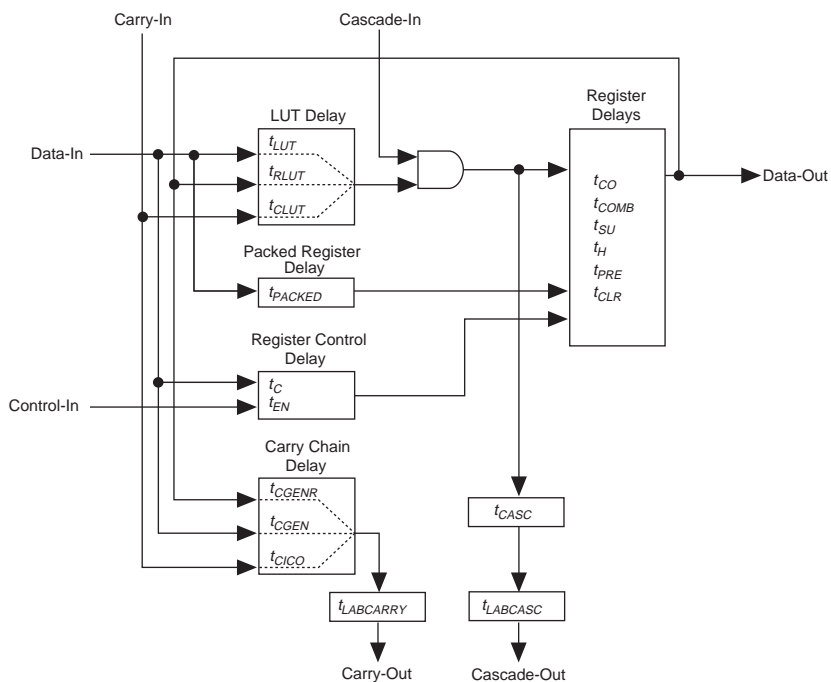 Carry-In
Cascade-In
LUT Delay
Register
Delays
Data-In
tLUT
tRLUT
tCLUT
tCO
tCOMB
tSU
tH
tPRE
tCLR
Data-Out
Packed Register
Delay
tPACKED
Register Control
Delay
tC
tEN
Control-In
Carry Chain
Delay
tCGENR
tCGEN
tCICO
tCASC
tLABCARRY
tLABCASC
Carry-Out
Cascade-Out